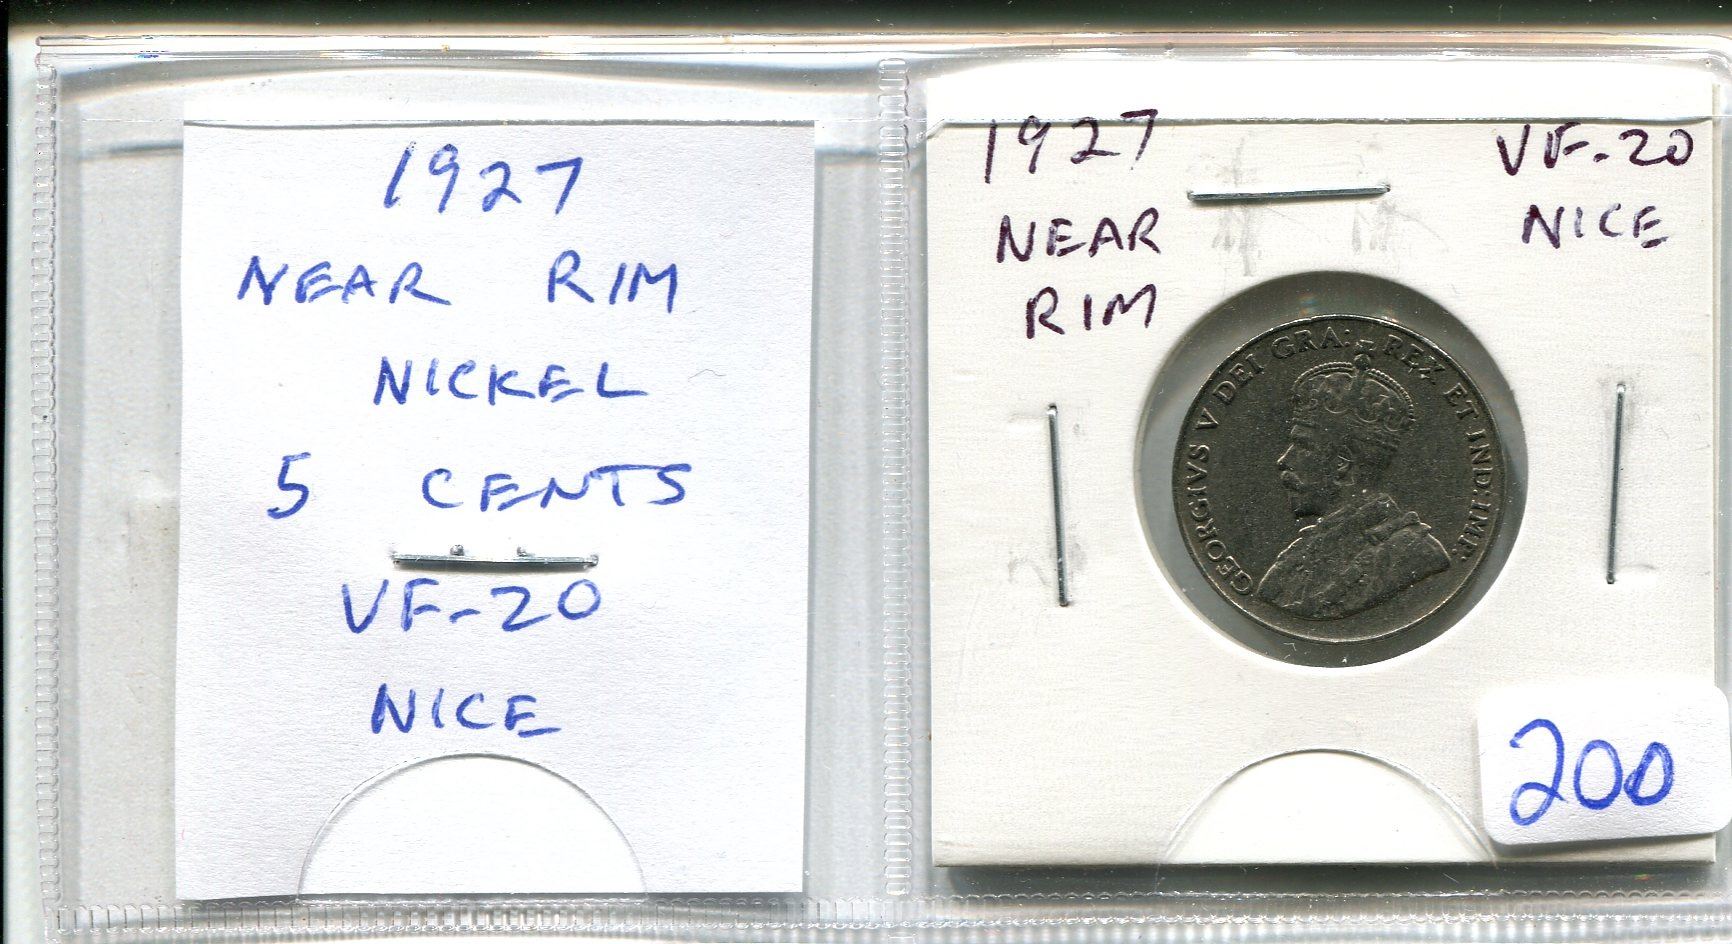 1927
NEAR RIM
NICKEL
5 CENTS
VF-20
NICE
1927
NEAR
RIM
VF-20
NICE
GEORGIVS V DEI GRA: REX ET IND:IMP:
200